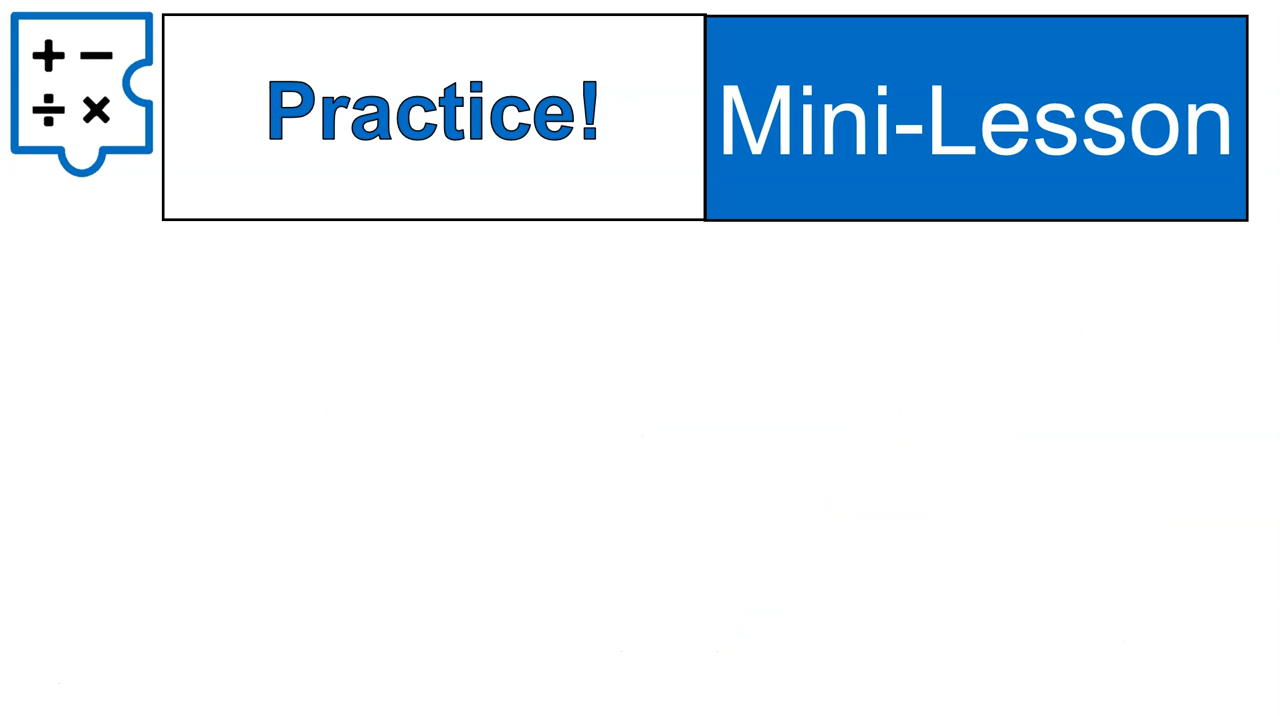 + −
÷ ×
Practice!
Mini-Lesson